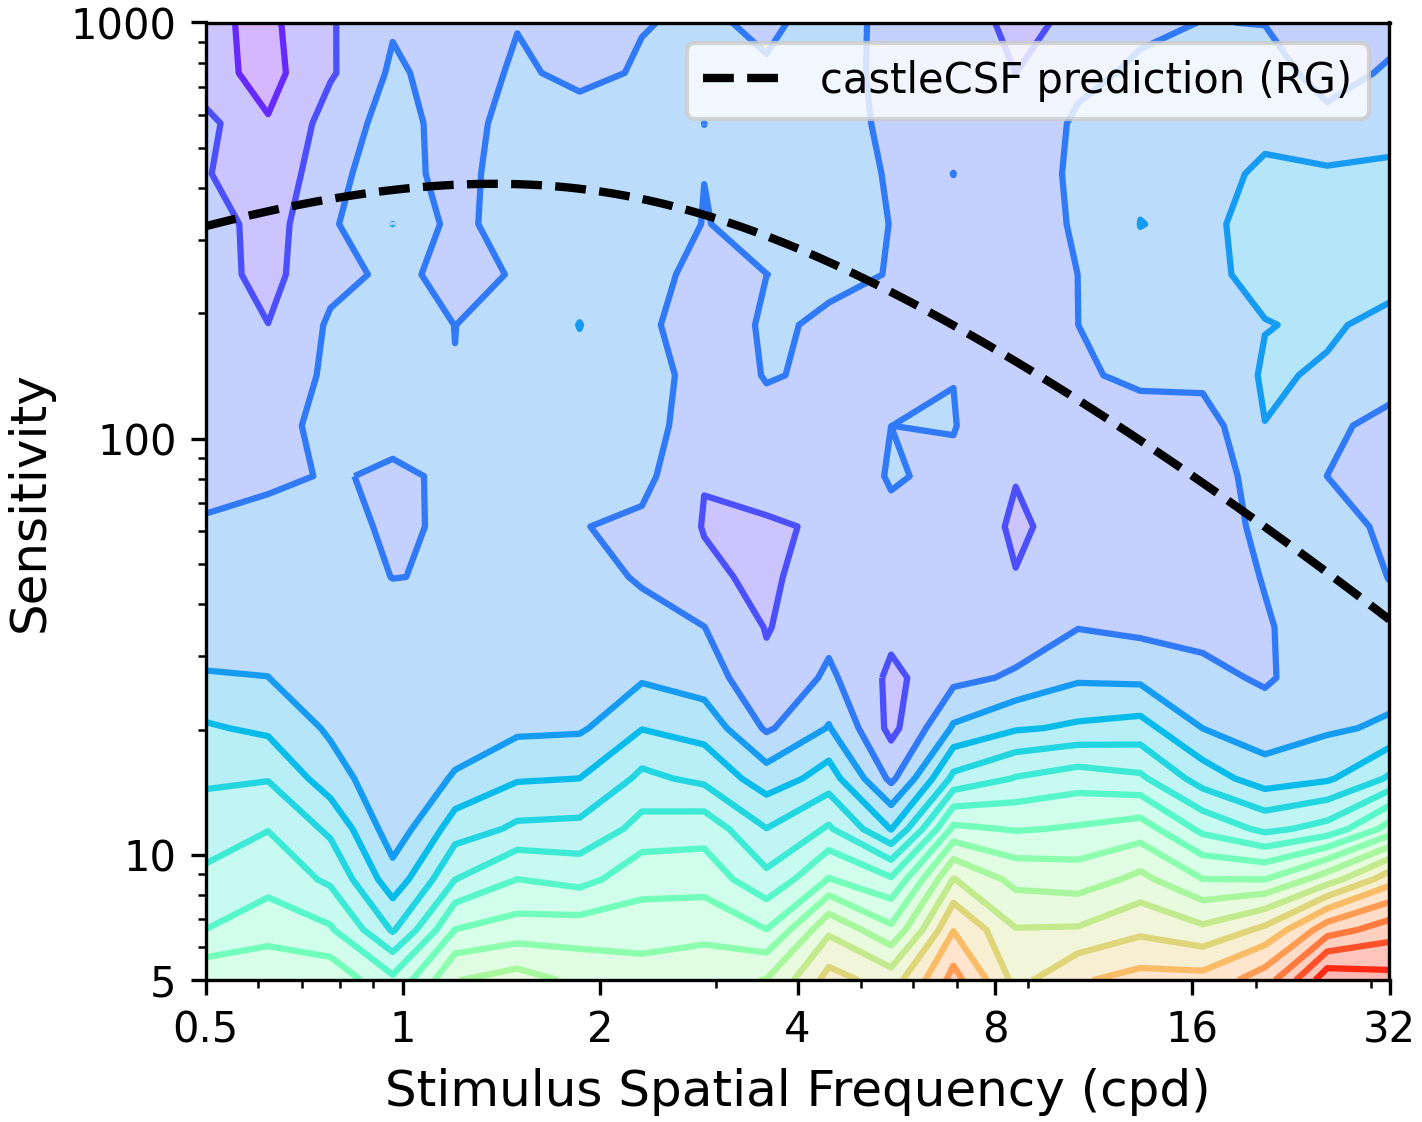 1000
castleCSF prediction (RG)
100
10
5
Sensitivity
0.5 1 2 4 8 16 32
Stimulus Spatial Frequency (cpd)